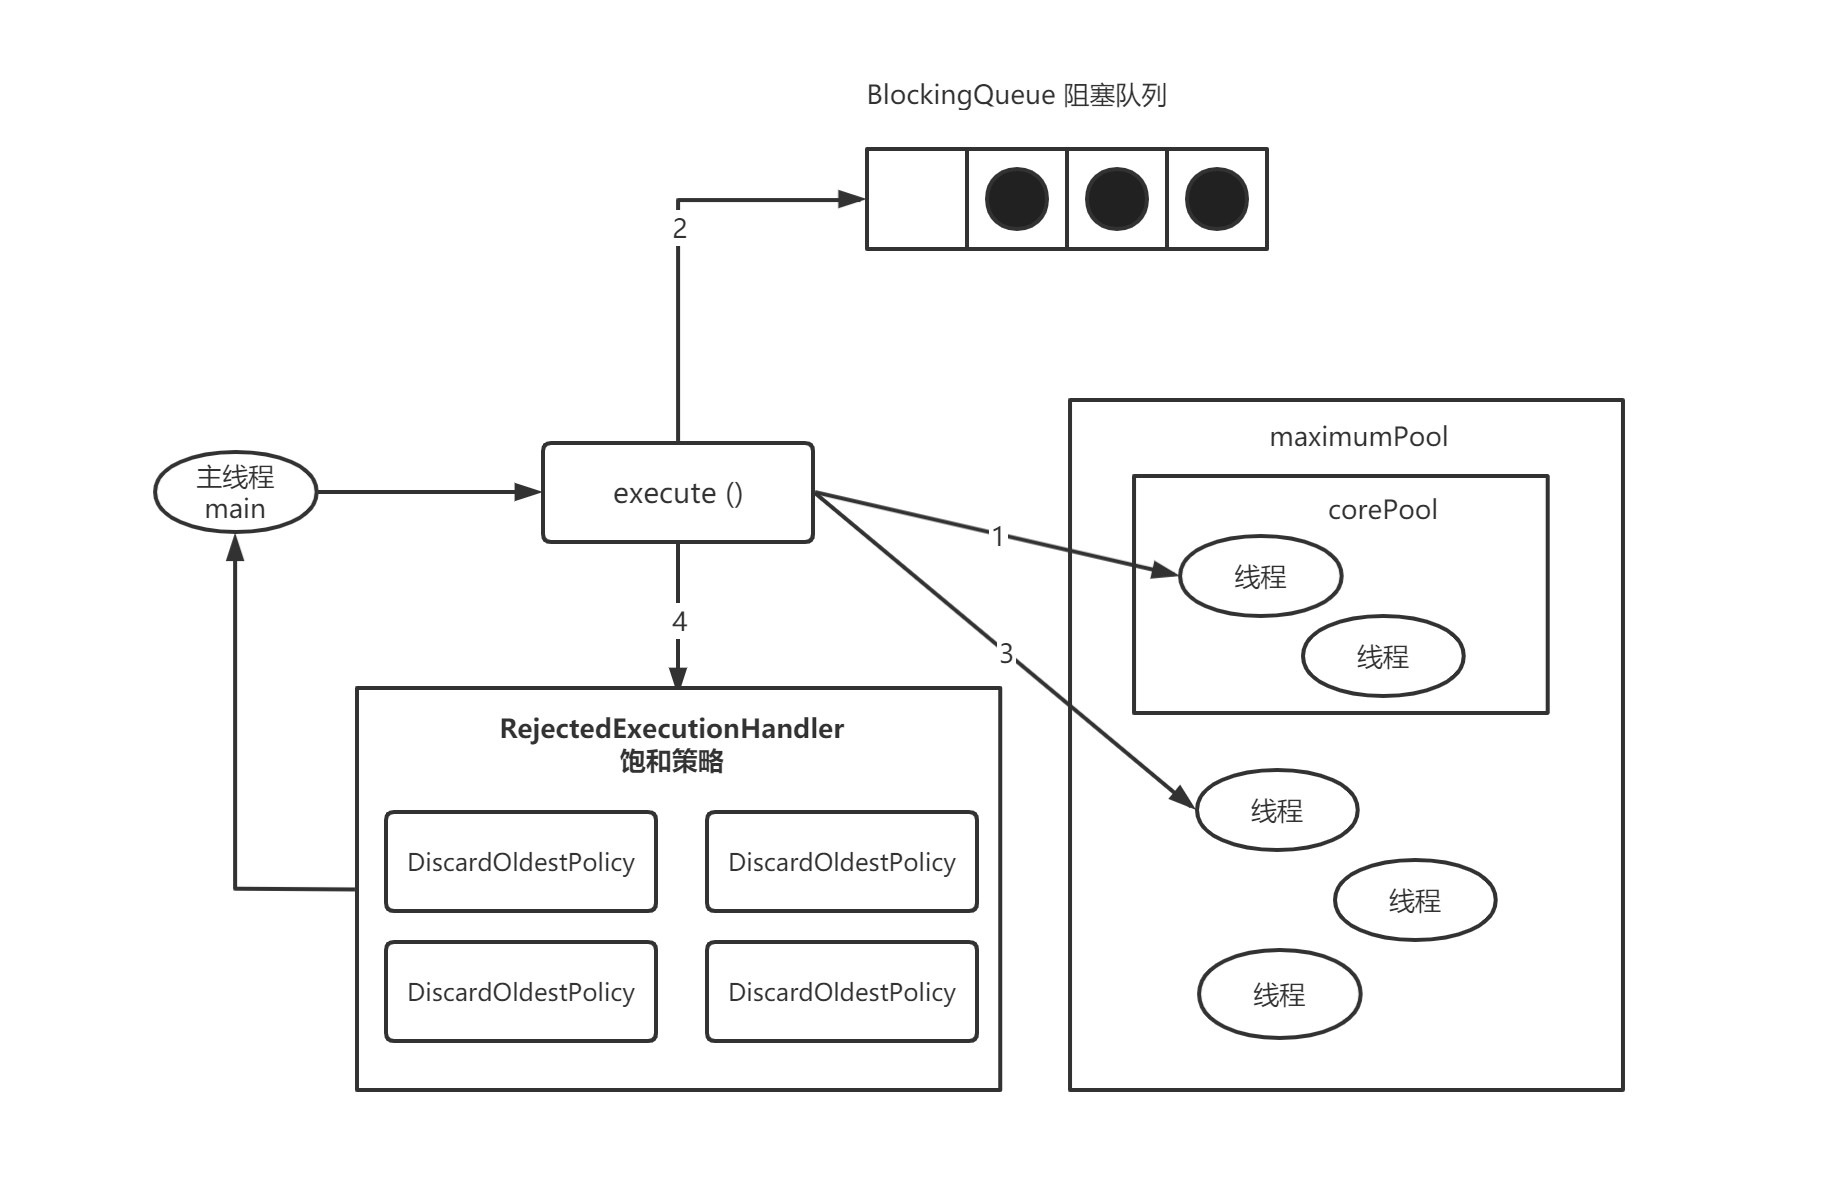 BlockingQueue 阻塞队列
2
maximumPool
corePool
主线程
main
execute ()
1
线程
线程
4
3
RejectedExecutionHandler
饱和策略
线程
DiscardOldestPolicy
DiscardOldestPolicy
线程
DiscardOldestPolicy
DiscardOldestPolicy
线程